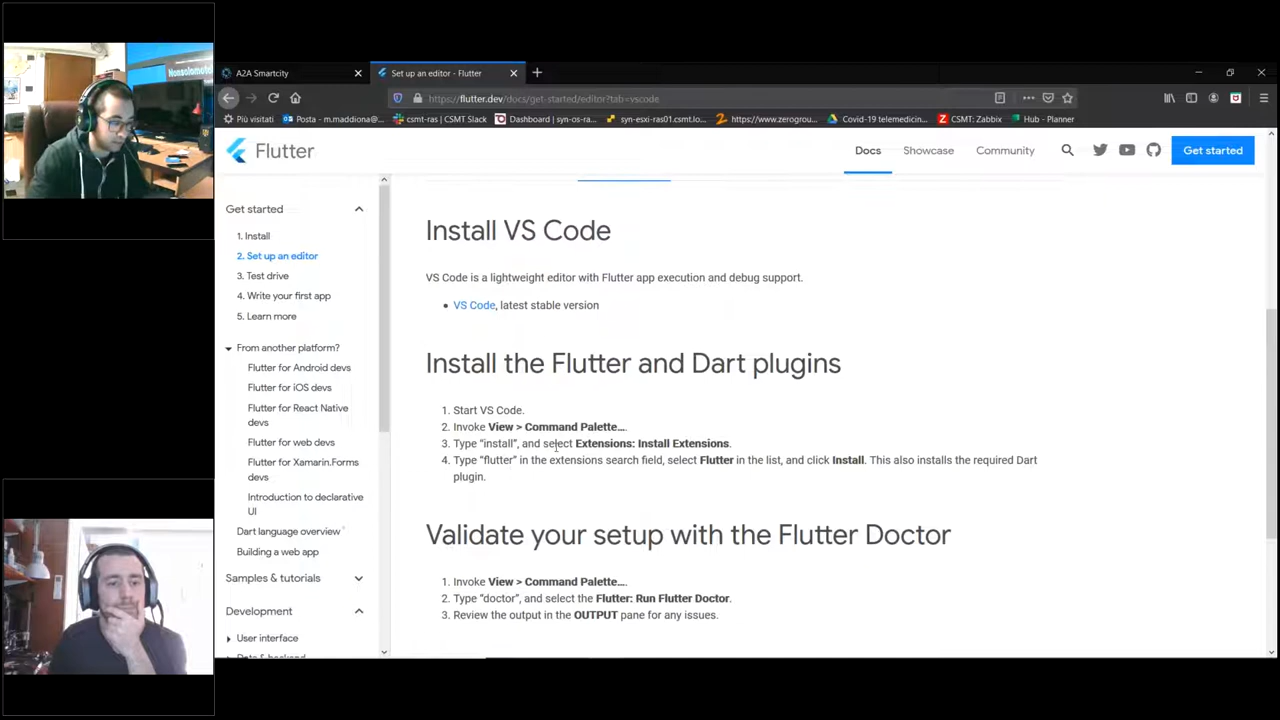 Nonsolomoto
A2A Smartcity
Set up an editor - Flutter
https://flutter.dev/docs/get-started/editor?tab=vscode
Più visitati
Posta - m.maddiona@...
csmt-ras | CSMT Slack
Dashboard | syn-os-ra...
syn-esxi-ras01.csmt.lo...
https://www.zerogrou...
Covid-19 telemedicin...
CSMT: Zabbix
Hub - Planner
Flutter
Docs
Showcase
Community
Get started
Get started
1. Install
2. Set up an editor
3. Test drive
4. Write your first app
5. Learn more
From another platform?
Flutter for Android devs
Flutter for iOS devs
Flutter for React Native
devs
Flutter for web devs
Flutter for Xamarin.Forms
devs
Introduction to declarative
UI
Dart language overview
Building a web app
Samples & tutorials
Development
User interface
Data & backend
Install VS Code
VS Code is a lightweight editor with Flutter app execution and debug support.
• VS Code, latest stable version
Install the Flutter and Dart plugins
1. Start VS Code.
2. Invoke View > Command Palette….
3. Type “install”, and select Extensions: Install Extensions.
4. Type “flutter” in the extensions search field, select Flutter in the list, and click Install. This also installs the required Dart
plugin.
Validate your setup with the Flutter Doctor
1. Invoke View > Command Palette….
2. Type “doctor”, and select the Flutter: Run Flutter Doctor.
3. Review the output in the OUTPUT pane for any issues.